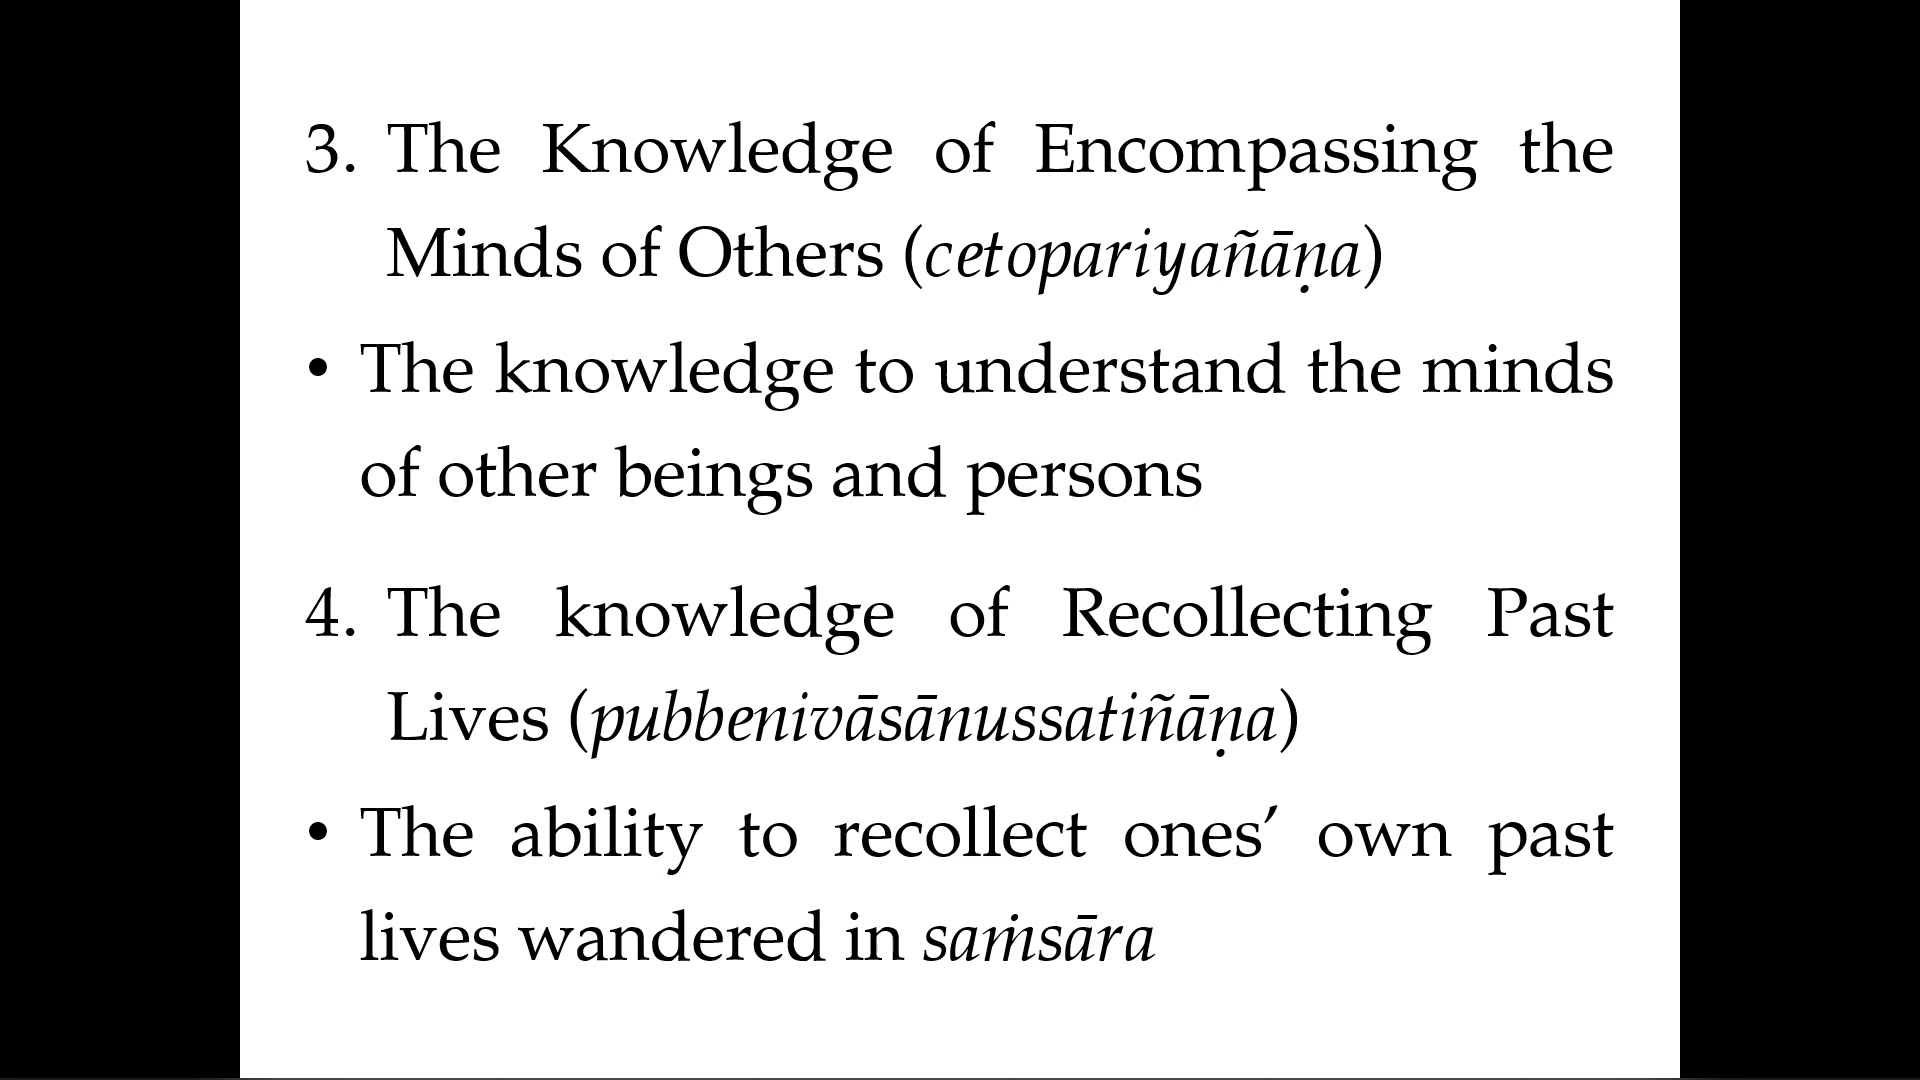 3. The Knowledge of Encompassing the
Minds of Others (cetopariyañāṇa)
• The knowledge to understand the minds
of other beings and persons
4. The knowledge of Recollecting Past
Lives (pubbenivāsānussatiñāṇa)
• The ability to recollect ones’ own past
lives wandered in saṁsāra